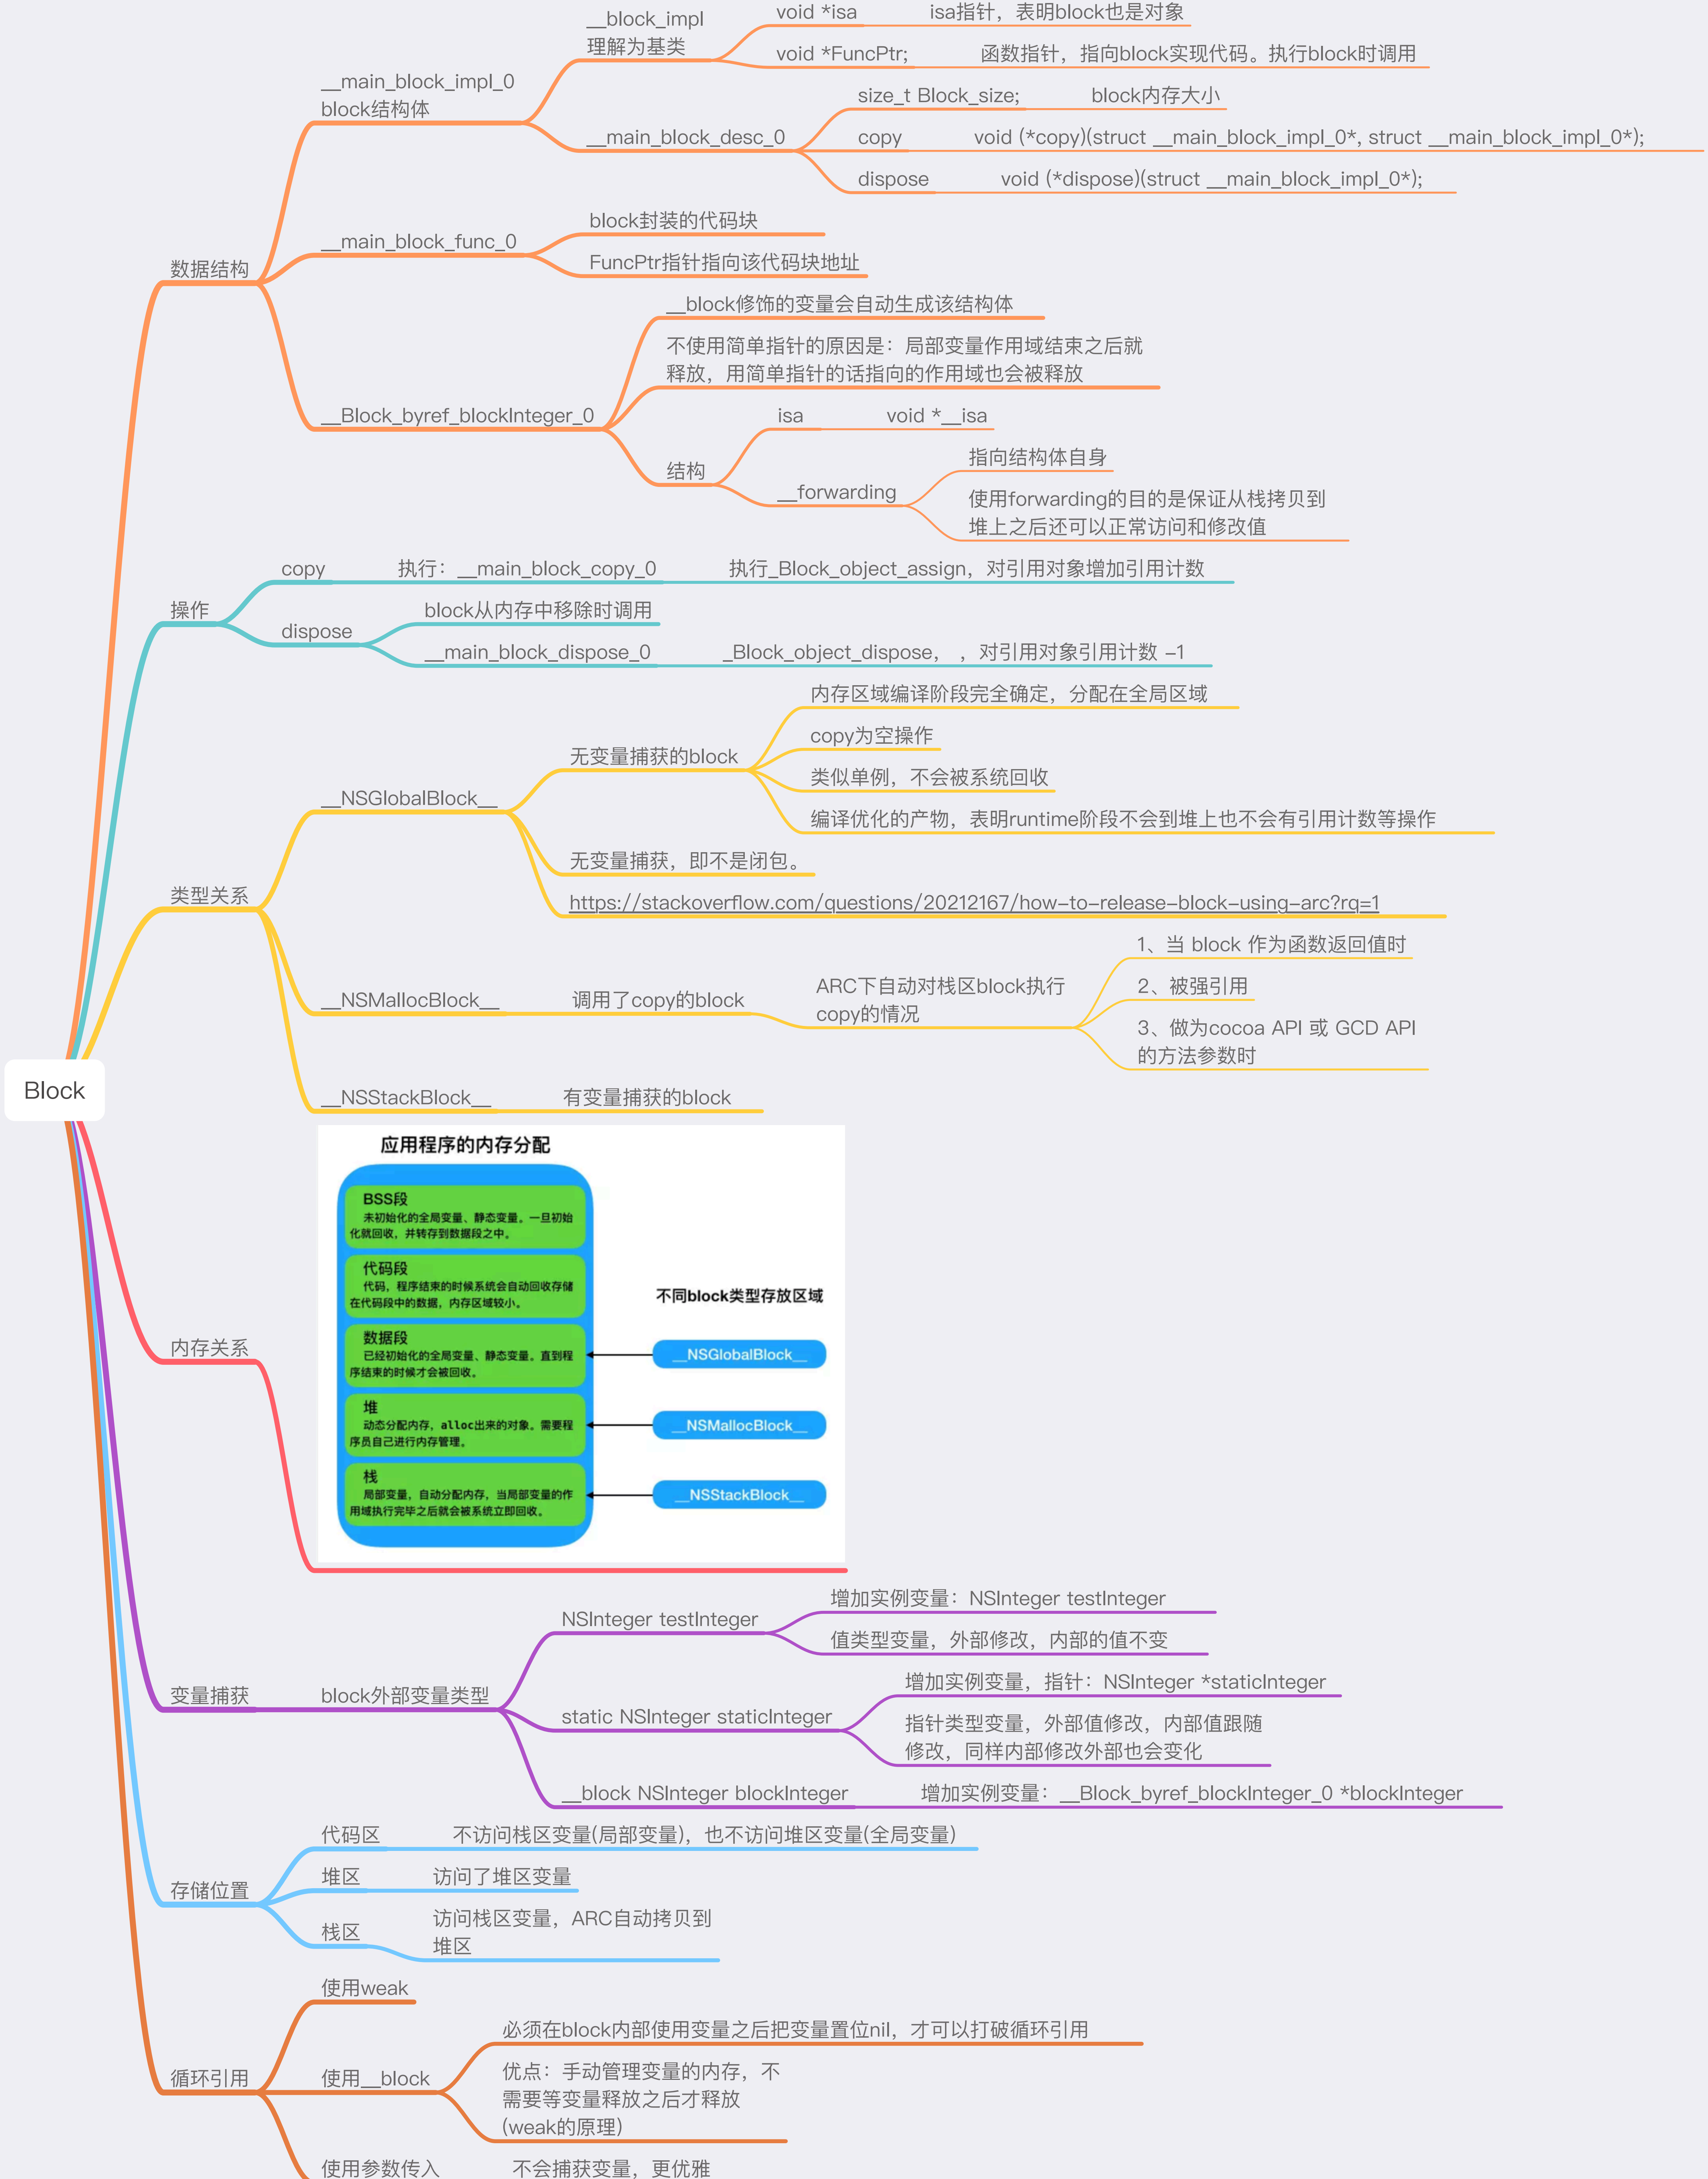 __block_impl
理解为基类
void *isa
isa指针，表明block也是对象
void *FuncPtr;
函数指针，指向block实现代码。执行block时调用
__main_block_impl_0
block结构体
size_t Block_size;
block内存大小
__main_block_desc_0
copy
void (*copy)(struct __main_block_impl_0*, struct __main_block_impl_0*);
dispose
void (*dispose)(struct __main_block_impl_0*);
数据结构
__main_block_func_0
block封装的代码块
FuncPtr指针指向该代码块地址
__Block_byref_blockInteger_0
__block修饰的变量会自动生成该结构体
不使用简单指针的原因是：局部变量作用域结束之后就
释放，用简单指针的话指向的作用域也会被释放
结构
isa
void *__isa
__forwarding
指向结构体自身
使用forwarding的目的是保证从栈拷贝到
堆上之后还可以正常访问和修改值
操作
copy
执行：__main_block_copy_0
执行_Block_object_assign，对引用对象增加引用计数
dispose
block从内存中移除时调用
__main_block_dispose_0
_Block_object_dispose， ，对引用对象引用计数 -1
类型关系
__NSGlobalBlock__
无变量捕获的block
内存区域编译阶段完全确定，分配在全局区域
copy为空操作
类似单例，不会被系统回收
编译优化的产物，表明runtime阶段不会到堆上也不会有引用计数等操作
无变量捕获，即不是闭包。
https://stackoverflow.com/questions/20212167/how-to-release-block-using-arc?rq=1
__NSMallocBlock__
调用了copy的block
ARC下自动对栈区block执行
copy的情况
1、当 block 作为函数返回值时
2、被强引用
3、做为cocoa API 或 GCD API
的方法参数时
__NSStackBlock__
有变量捕获的block
Block
内存关系
应用程序的内存分配
BSS段
未初始化的全局变量、静态变量。一旦初始
化就回收，并转存到数据段之中。
代码段
代码，程序结束的时候系统会自动回收存储
在代码段中的数据，内存区域较小。
不同block类型存放区域
数据段
已经初始化的全局变量、静态变量。直到程
序结束的时候才会被回收。
__NSGlobalBlock__
堆
动态分配内存，alloc出来的对象。需要程
序员自己进行内存管理。
__NSMallocBlock__
栈
局部变量，自动分配内存，当局部变量的作
用域执行完毕之后就会被系统立即回收。
__NSStackBlock__
变量捕获
block外部变量类型
NSInteger testInteger
增加实例变量：NSInteger testInteger
值类型变量，外部修改，内部的值不变
static NSInteger staticInteger
增加实例变量，指针：NSInteger *staticInteger
指针类型变量，外部值修改，内部值跟随
修改，同样内部修改外部也会变化
__block NSInteger blockInteger
增加实例变量：__Block_byref_blockInteger_0 *blockInteger
存储位置
代码区
不访问栈区变量(局部变量)，也不访问堆区变量(全局变量)
堆区
访问了堆区变量
栈区
访问栈区变量，ARC自动拷贝到
堆区
循环引用
使用weak
使用__block
必须在block内部使用变量之后把变量置位nil，才可以打破循环引用
优点：手动管理变量的内存，不
需要等变量释放之后才释放
(weak的原理)
使用参数传入
不会捕获变量，更优雅